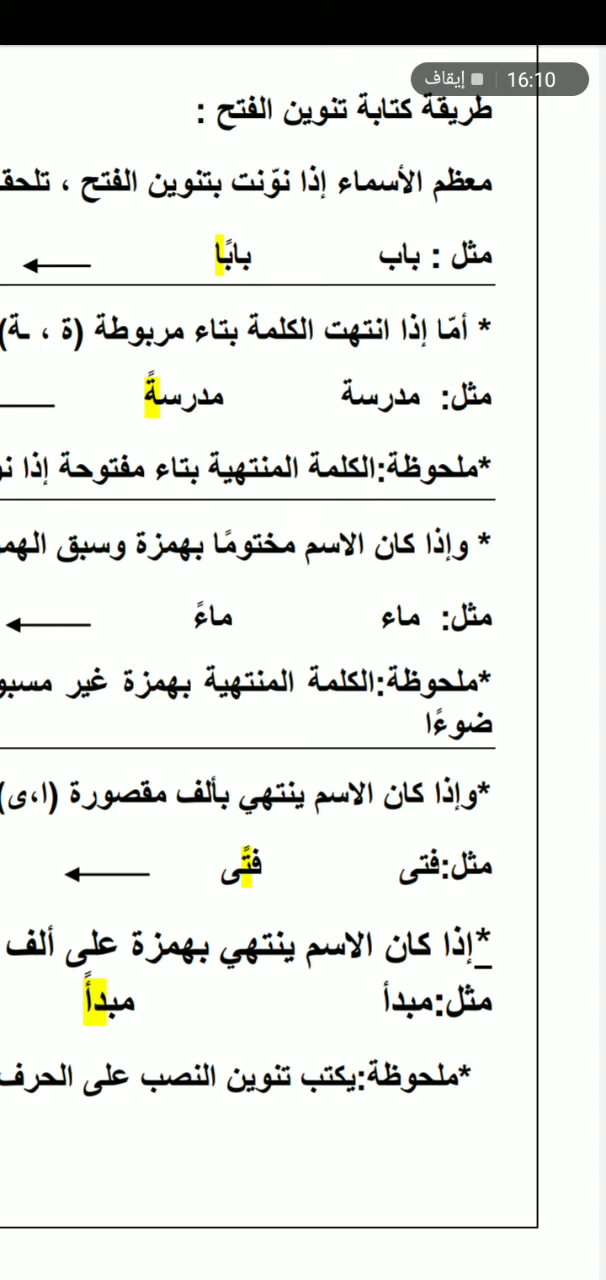 إيقاف 16:10
طريقة كتابة تنوين الفتح :
معظم الأسماء إذا نوّنت بتنوين الفتح ، تلحق
مثل : باب بابًا
* أمّا إذا انتهت الكلمة بتاء مربوطة (ة ، ـة)
مثل: مدرسة مدرسةً
*ملحوظة:الكلمة المنتهية بتاء مفتوحة إذا
* وإذا كان الاسم مختومًا بهمزة وسبق
مثل: ماء ماءً
*ملحوظة:الكلمة المنتهية بهمزة غير
ضوءًا
*وإذا كان الاسم ينتهي بألف مقصورة (ا،ى)
مثل:فتى فتًى
*إذا كان الاسم ينتهي بهمزة على ألف
مثل:مبدأ مبدأً
*ملحوظة:يكتب تنوين النصب على الحرف